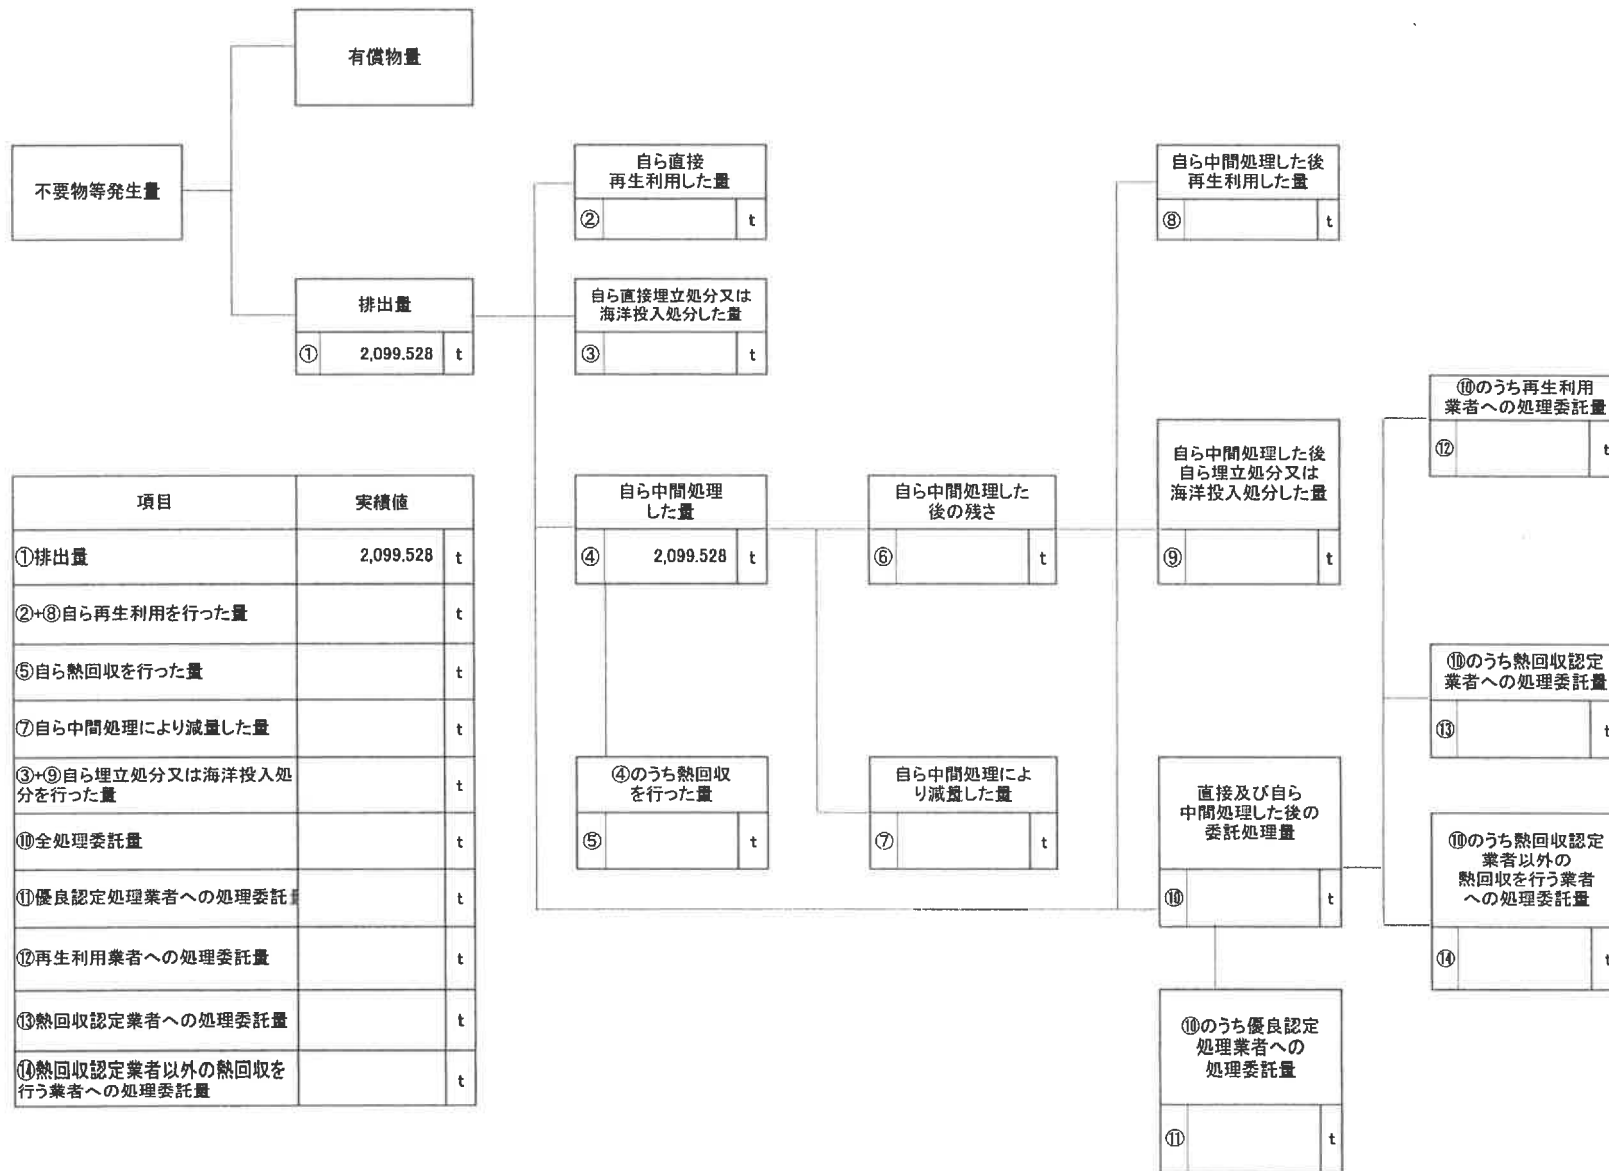 有償物量
不要物等発生量
排出量
① 2,099.528 t
自ら直接
再生利用した量
② t
自ら直接埋立処分又は
海洋投入処分した量
③ t
自ら中間処理
した量
④ 2,099.528 t
④のうち熱回収
を行った量
⑤ t
自ら中間処理した
後の残さ
⑥ t
自ら中間処理によ
り減量した量
⑦ t
自ら中間処理した後
再生利用した量
⑧ t
自ら中間処理した後
自ら埋立処分又は
海洋投入処分した量
⑨ t
直接及び自ら
中間処理した後の
委託処理量
⑩ t
⑩のうち優良認定
処理業者への
処理委託量
⑪ t
⑩のうち再生利用
業者への処理委託量
⑫ t
⑩のうち熱回収認定
業者への処理委託量
⑬ t
⑩のうち熱回収認定
業者以外の
熱回収を行う業者
への処理委託量
⑭ t
項目 実績値
①排出量 2,099.528 t
②+⑧自ら再生利用を行った量 t
⑤自ら熱回収を行った量 t
⑦自ら中間処理により減量した量 t
③+⑨自ら埋立処分又は海洋投入処
分を行った量 t
⑩全処理委託量 t
⑪優良認定処理業者への処理委託 t
⑫再生利用業者への処理委託量 t
⑬熱回収認定業者への処理委託量 t
⑭熱回収認定業者以外の熱回収を
行う業者への処理委託量 t